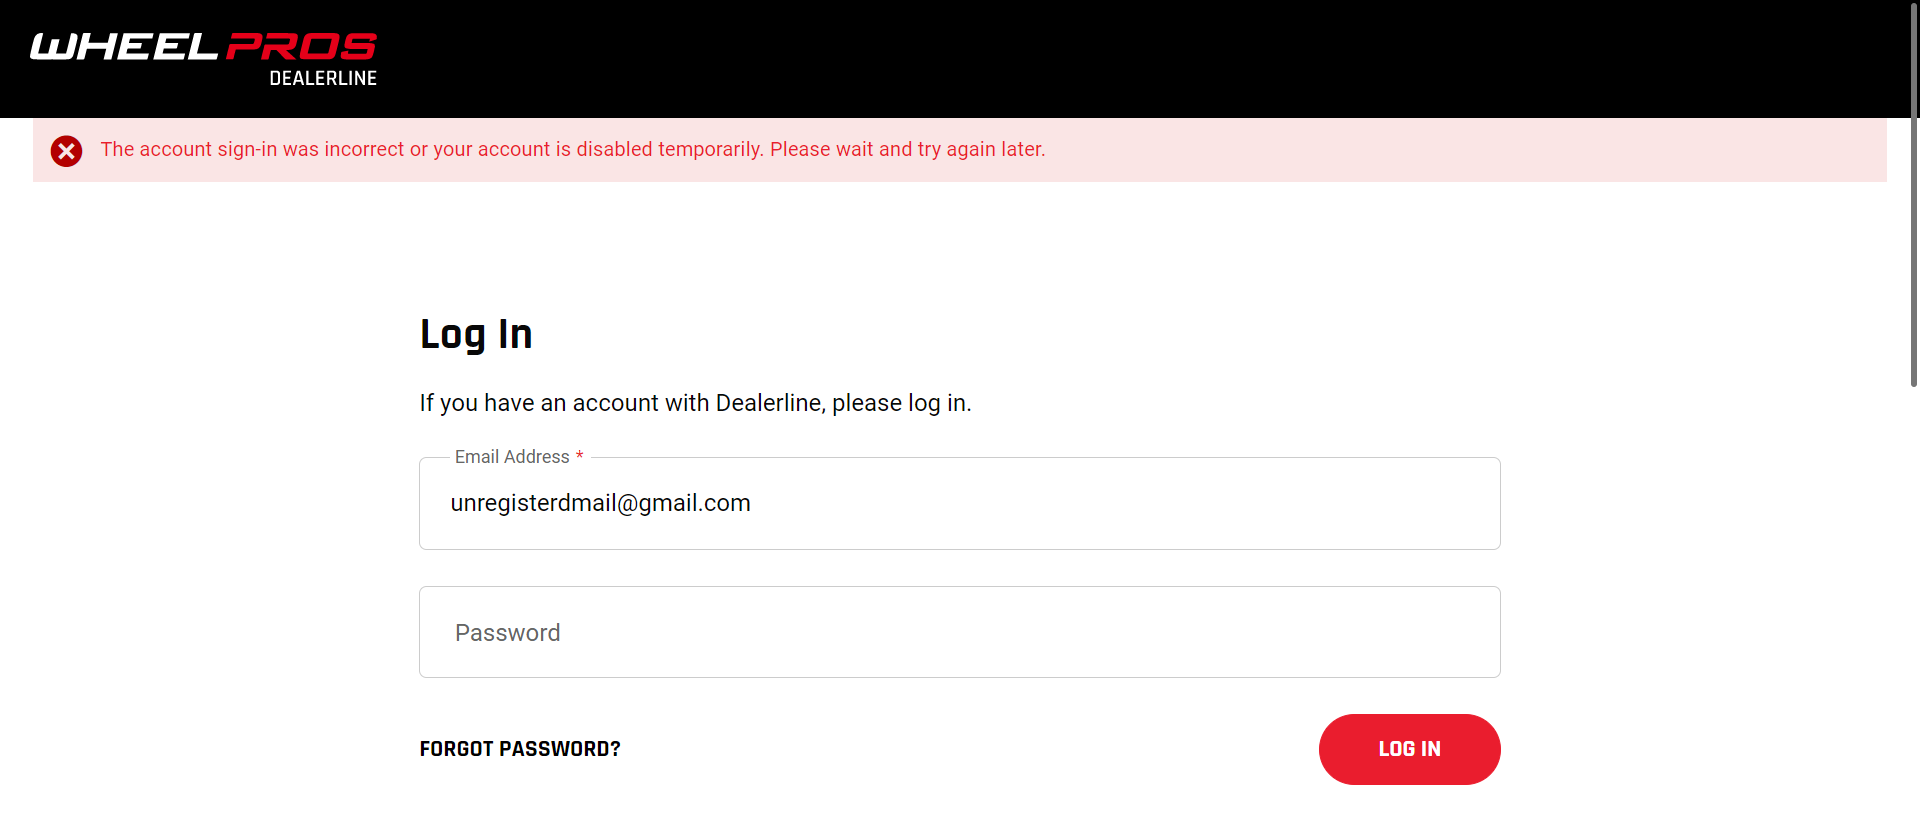 WHEEL PROS
DEALERLINE
The account sign-in was incorrect or your account is disabled temporarily. Please wait and try again later.
Log In
If you have an account with Dealerline, please log in.
Email Address *
unregisterdmail@gmail.com
Password
FORGOT PASSWORD?
LOG IN